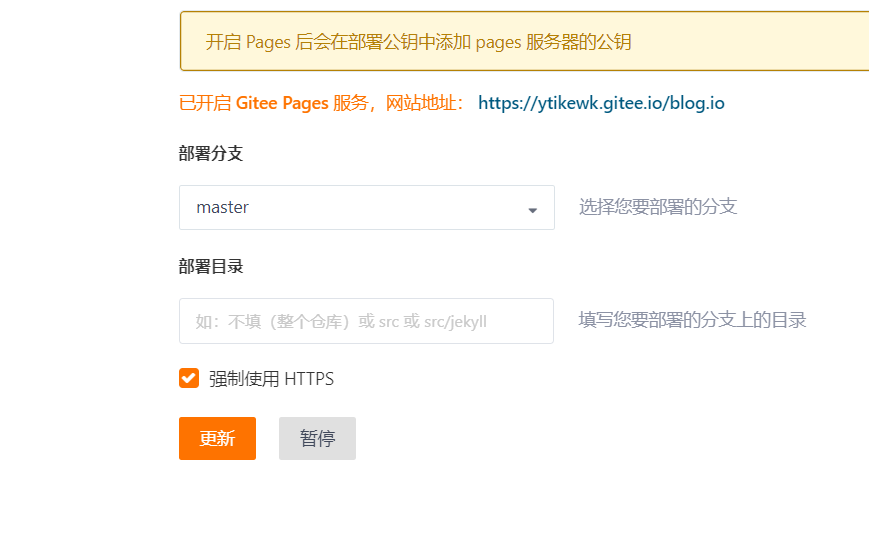 开启 Pages 后会在部署公钥中添加 pages 服务器的公钥
已开启 Gitee Pages 服务，网站地址： https://ytikewk.gitee.io/blog.io
部署分支
master 选择您要部署的分支
部署目录
如：不填（整个仓库）或 src 或 src/jekyll 填写您要部署的分支上的目录
强制使用 HTTPS
更新 暂停